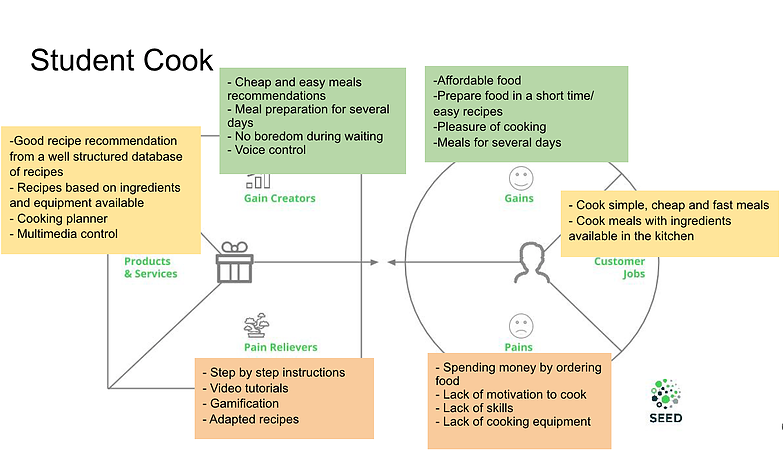 Student Cook
- Cheap and easy meals
recommendations
- Meal preparation for several
days
- No boredom during waiting
- Voice control
-Affordable food
-Prepare food in a short time/
easy recipes
-Pleasure of cooking
-Meals for several days
-Good recipe recommendation
from a well structured database
of recipes
- Recipes based on ingredients
and equipment available
- Cooking planner
- Multimedia control
Gain Creators
Gains
- Cook simple, cheap and fast meals
- Cook meals with ingredients
available in the kitchen
Products
& Services
Customer
Jobs
Pain Relievers
Pains
- Step by step instructions
- Video tutorials
- Gamification
- Adapted recipes
- Spending money by ordering
food
- Lack of motivation to cook
- Lack of skills
- Lack of cooking equipment
SEED